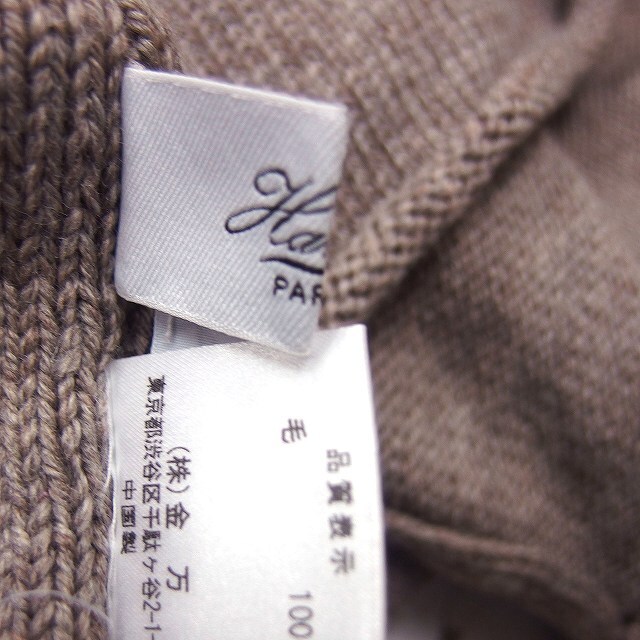 PAR
品質表示
毛 100
(株)金万
東京都渋谷区千駄ヶ谷2-1-
中国製